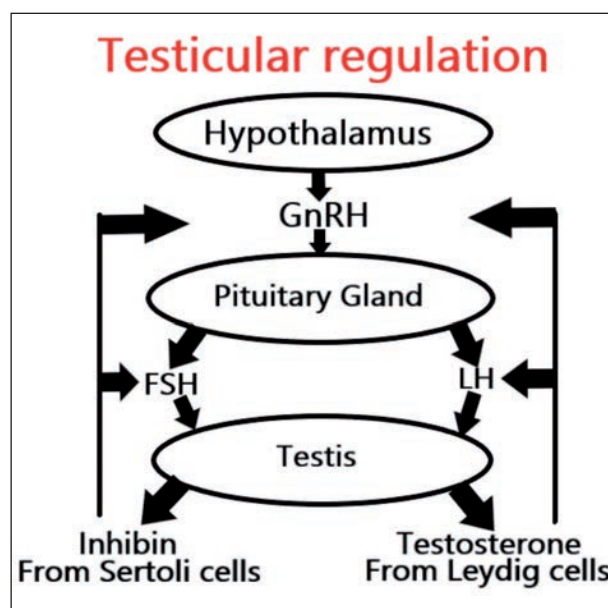 Testicular regulation
Hypothalamus
GnRH
Pituitary Gland
FSH
LH
Testis
Inhibin
From Sertoli cells
Testosterone
From Leydig cells